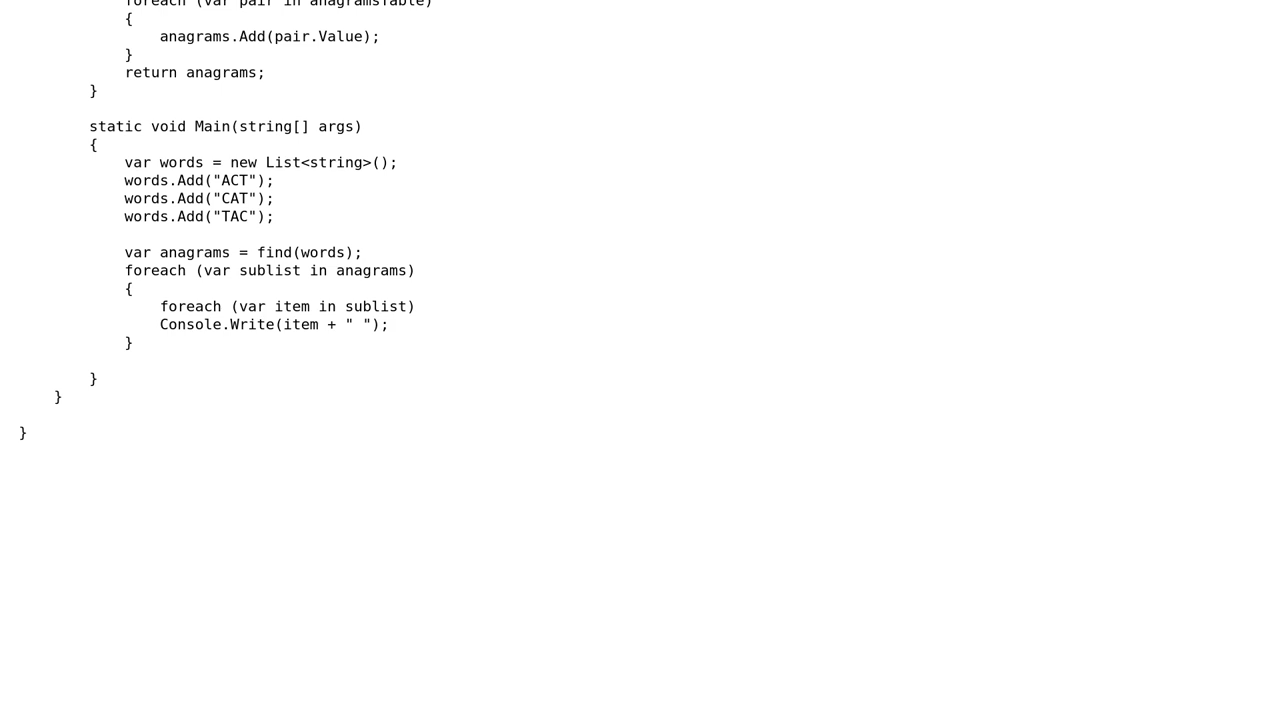 foreach (var pair in anagramsTable)
{
anagrams.Add(pair.Value);
}
return anagrams;
}
static void Main(string[] args)
{
var words = new List<string>();
words.Add("ACT");
words.Add("CAT");
words.Add("TAC");
var anagrams = find(words);
foreach (var sublist in anagrams)
{
foreach (var item in sublist)
Console.Write(item + " ");
}
}
}
}